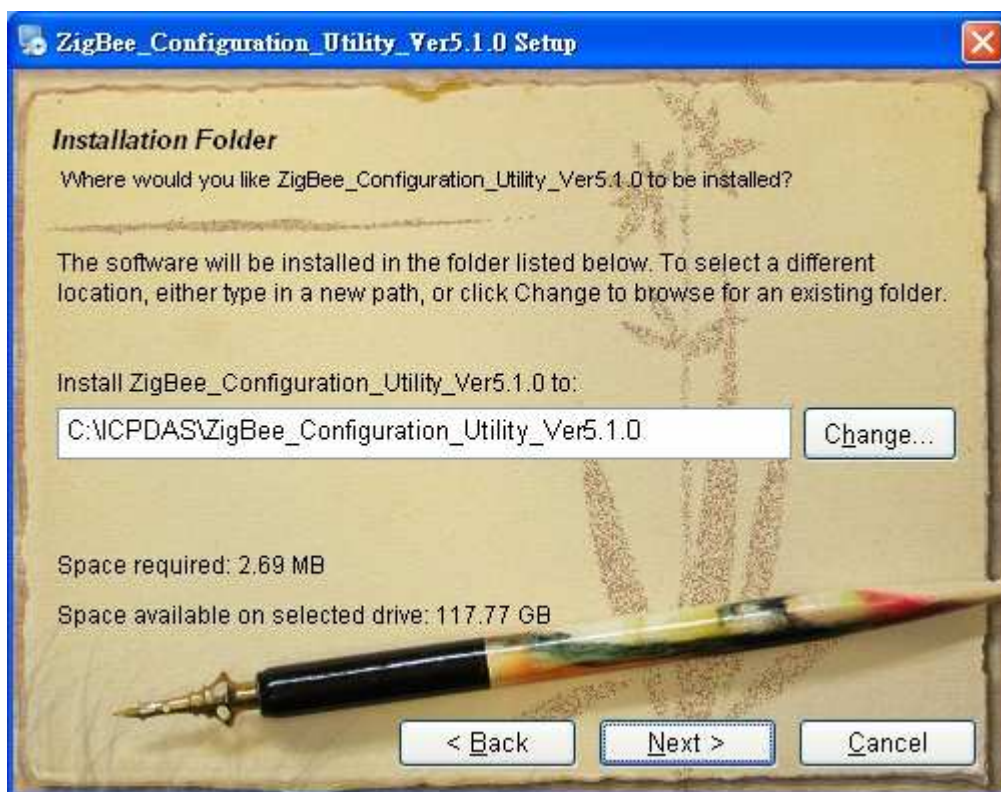 ZigBee_Configuration_Utility_Ver5.1.0 Setup
Installation Folder
Where would you like ZigBee_Configuration_Utility_Ver5.1.0 to be installed?
The software will be installed in the folder listed below. To select a different
location, either type in a new path, or click Change to browse for an existing folder.
Install ZigBee_Configuration_Utility_Ver5.1.0 to:
C:\ICPDAS\ZigBee_Configuration_Utility_Ver5.1.0
Change...
Space required: 2.69 MB
Space available on selected drive: 117.77 GB
< Back
Next >
Cancel